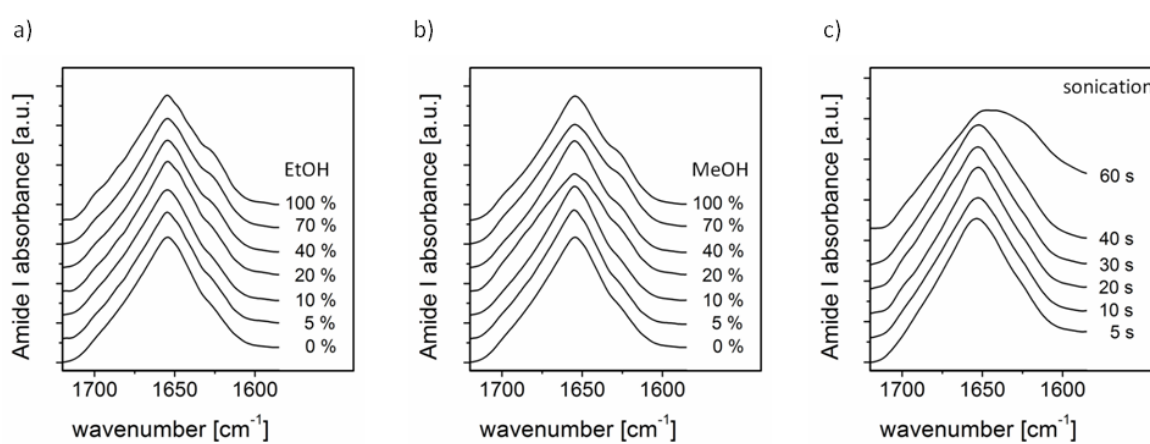 a)
Amide I absorbance [a.u.]
EtOH
100 %
70 %
40 %
20 %
10 %
5 %
0 %
1700 1650 1600
wavenumber [cm⁻¹]
b)
Amide I absorbance [a.u.]
MeOH
100 %
70 %
40 %
20 %
10 %
5 %
0 %
1700 1650 1600
wavenumber [cm⁻¹]
c)
Amide I absorbance [a.u.]
sonication
60 s
40 s
30 s
20 s
10 s
5 s
1700 1650 1600
wavenumber [cm⁻¹]